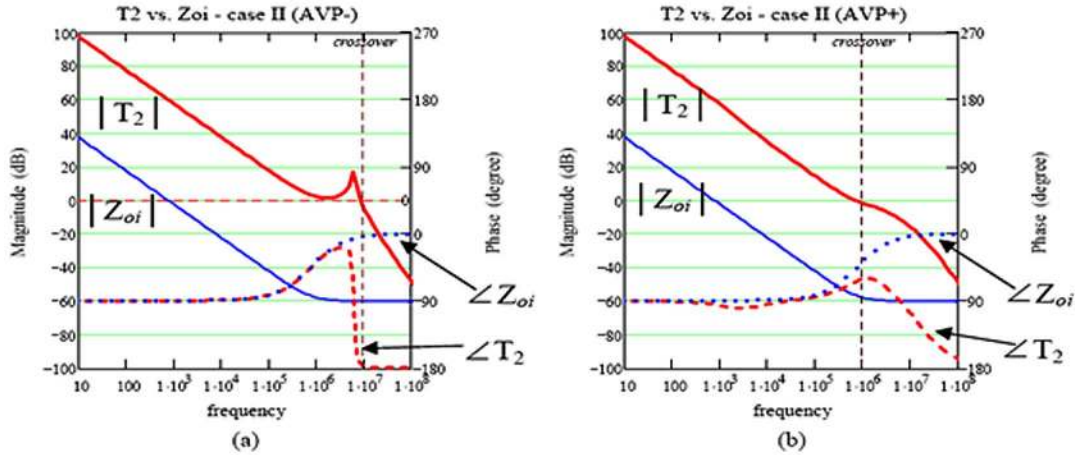 T2 vs. Zoi - case II (AVP-)
crossover
100
80
60
40
20
0
−20
−40
−60
−80
−100
270
180
90
0
0
90
180
Magnitude (dB)
Phase (degree)
| T2 |
| Zoi |
∠Zoi
∠T2
10 100 1·10³ 1·10⁴ 1·10⁵ 1·10⁶ 1·10⁷ 1·10⁸
frequency
(a)
T2 vs. Zoi - case II (AVP+)
crossover
100
80
60
40
20
0
−20
−40
−60
−80
−100
270
180
90
0
0
90
180
Magnitude (dB)
Phase (degree)
| T2 |
| Zoi |
∠Zoi
∠T2
10 100 1·10³ 1·10⁴ 1·10⁵ 1·10⁶ 1·10⁷ 1·10⁸
frequency
(b)